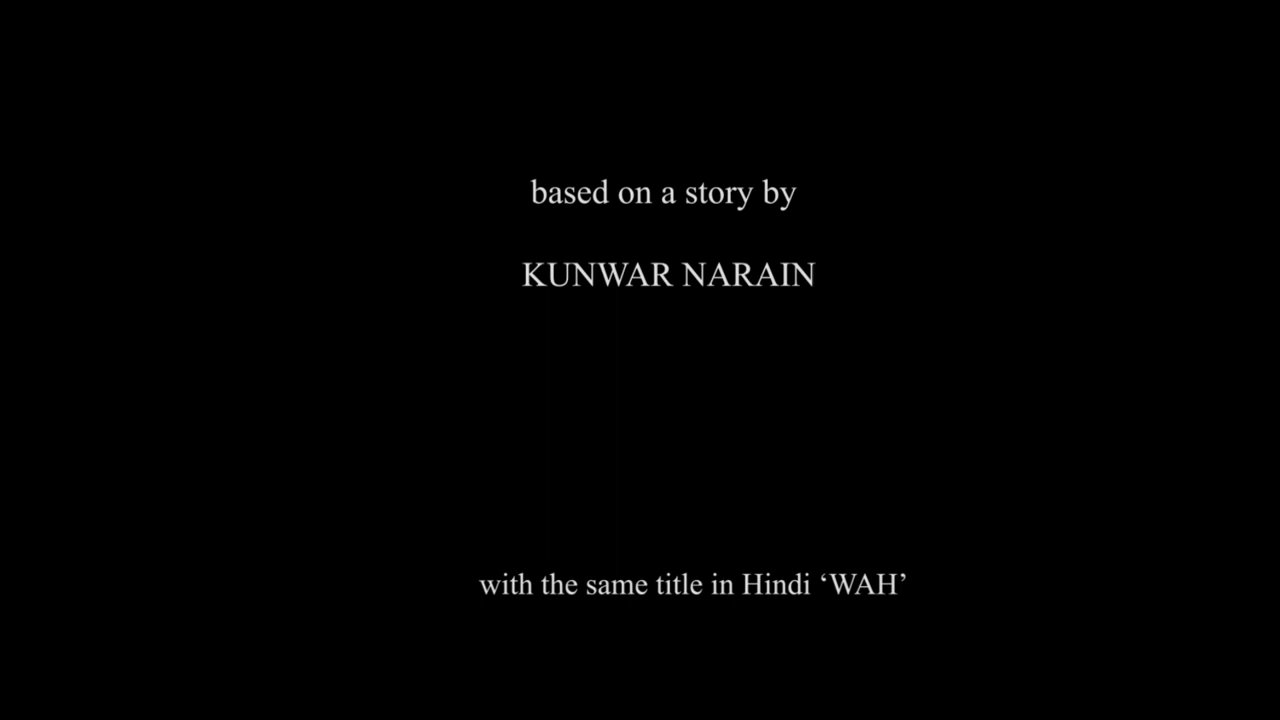 based on a story by
KUNWAR NARAIN
with the same title in Hindi ‘WAH’